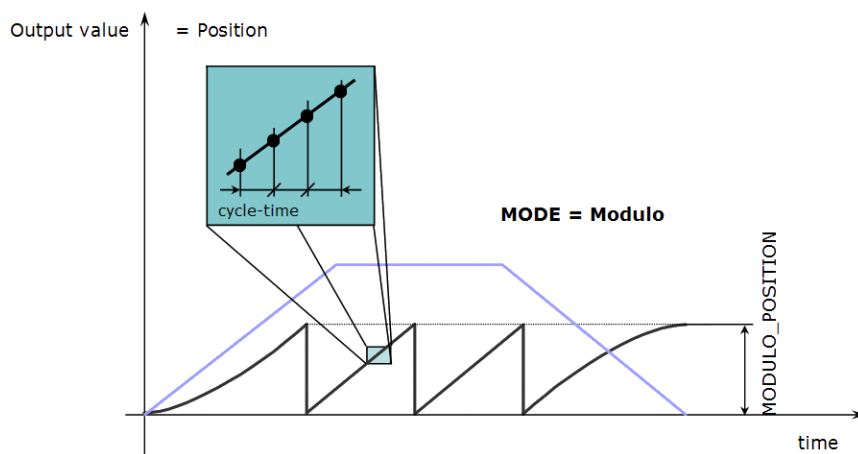 Output value = Position
cycle-time
MODE = Modulo
MODULO_POSITION
time